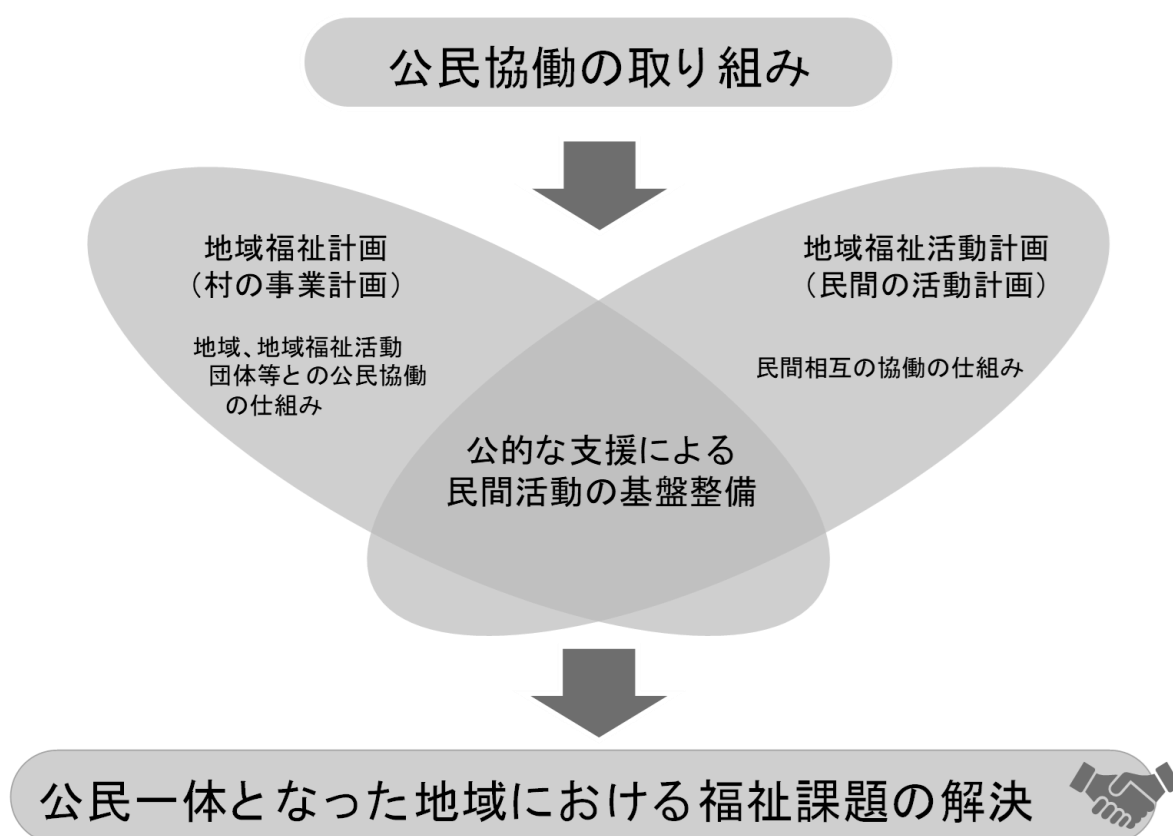 公民協働の取り組み
地域福祉計画
（村の事業計画）
地域、地域福祉活動
団体等との公民協働
の仕組み
地域福祉活動計画
（民間の活動計画）
民間相互の協働の仕組み
公的な支援による
民間活動の基盤整備
公民一体となった地域における福祉課題の解決